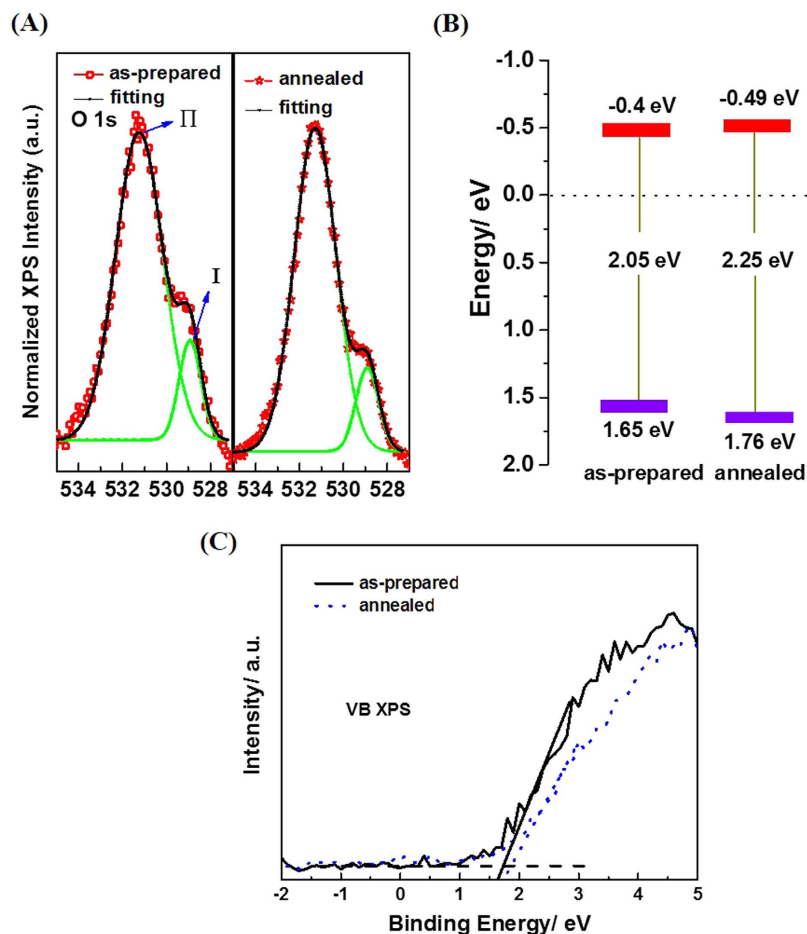 (A)
Normalized XPS Intensity (a.u.)
as-prepared
fitting
O 1s
Π
I
534 532 530 528
annealed
fitting
534 532 530 528
(B)
Energy/ eV
-1.0
-0.5
0.0
0.5
1.0
1.5
2.0
-0.4 eV
-0.49 eV
2.05 eV
2.25 eV
1.65 eV
1.76 eV
as-prepared annealed
(C)
Intensity/ a.u.
as-prepared
annealed
VB XPS
-2 -1 0 1 2 3 4 5
Binding Energy/ eV